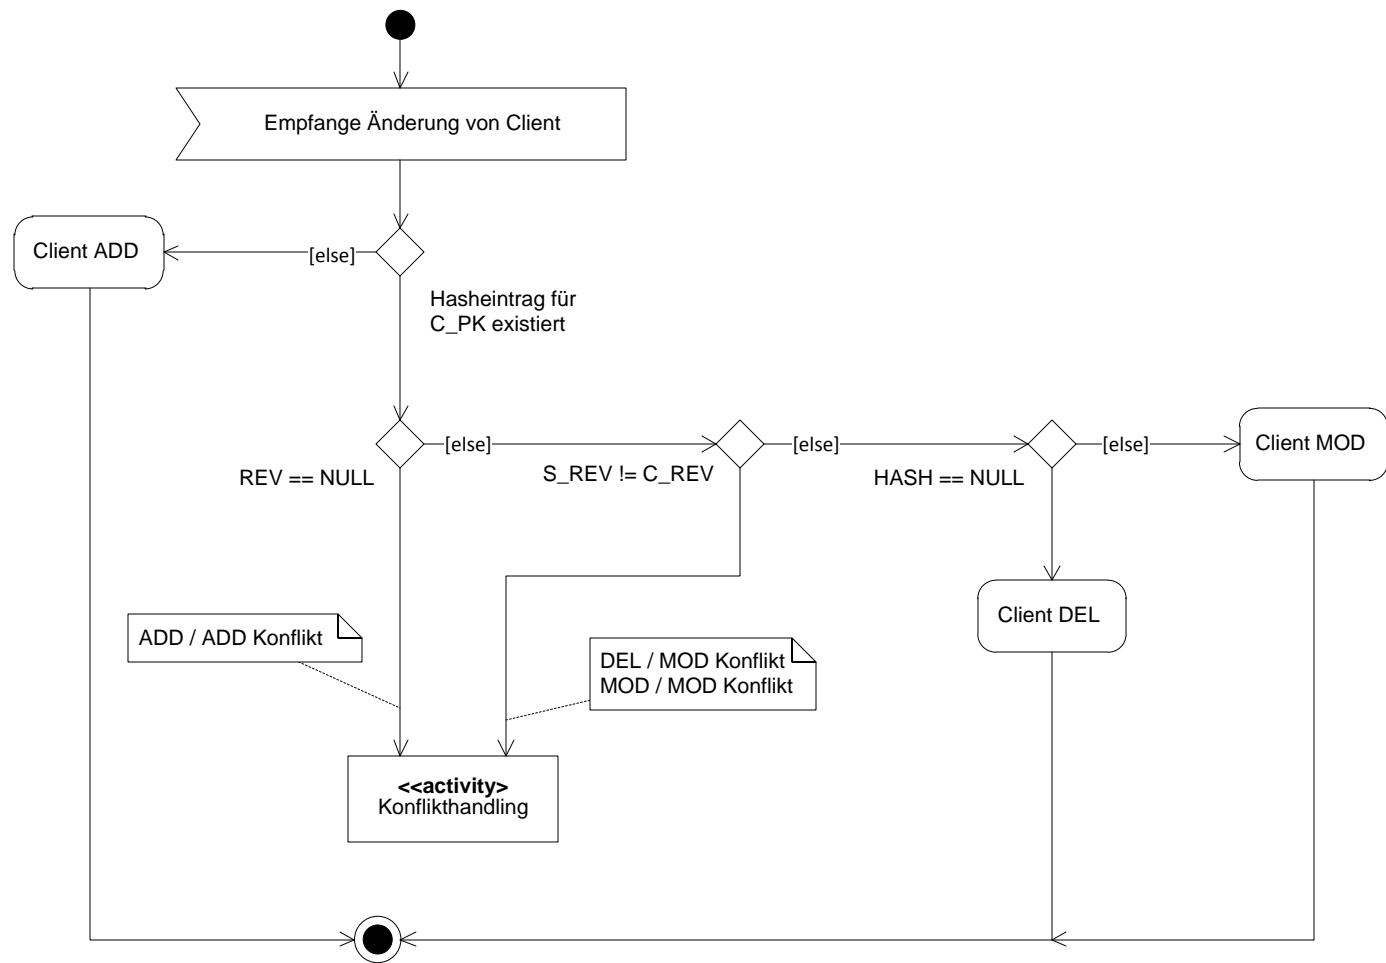 Empfange Änderung von Client
Client ADD
[else]
Hasheintrag für
C_PK existiert
[else]
[else]
[else]
Client MOD
REV == NULL
S_REV != C_REV
HASH == NULL
Client DEL
ADD / ADD Konflikt
DEL / MOD Konflikt
MOD / MOD Konflikt
<<activity>
Konflikthandling